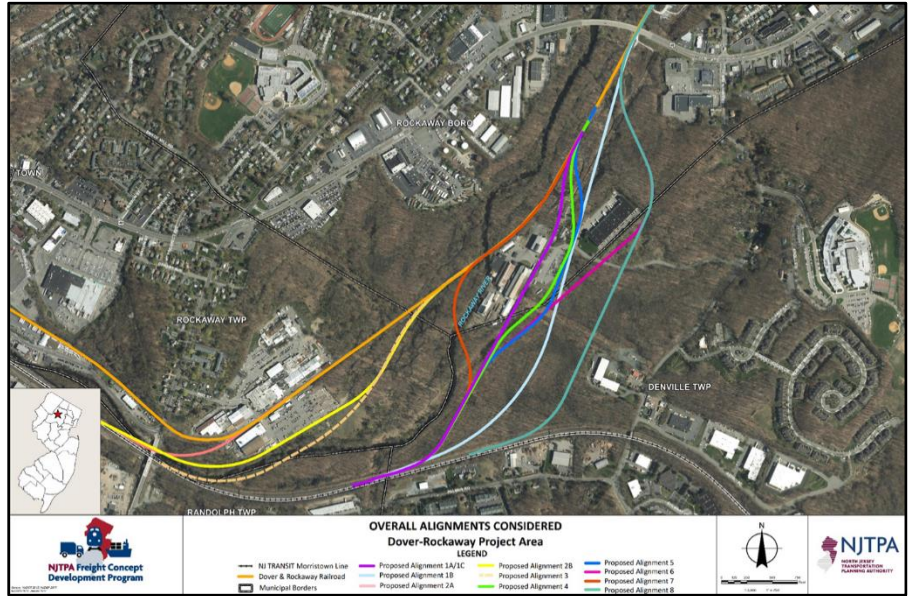 ROCKAWAY BORO
TOWN
ROCKAWAY RIVER
ROCKAWAY TWP
DENVILLE TWP
RANDOLPH TWP
NJTPA Freight Concept
Development Program
OVERALL ALIGNMENTS CONSIDERED
Dover-Rockaway Project Area
LEGEND
NJ TRANSIT Morristown Line
Dover & Rockaway Railroad
Municipal Borders
Proposed Alignment 1A/1C
Proposed Alignment 1B
Proposed Alignment 2A
Proposed Alignment 2B
Proposed Alignment 3
Proposed Alignment 4
Proposed Alignment 5
Proposed Alignment 6
Proposed Alignment 7
Proposed Alignment 8
N
NJTPA
NORTH JERSEY
TRANSPORTATION
PLANNING AUTHORITY